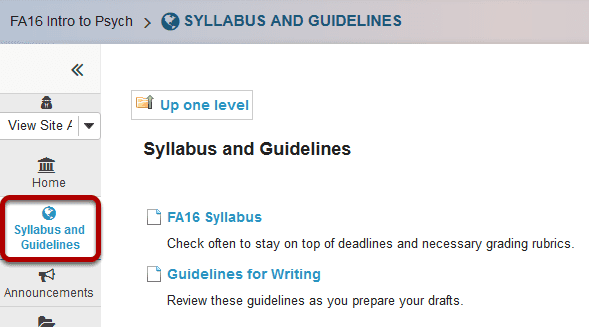 FA16 Intro to Psych > SYLLABUS AND GUIDELINES
«
Up one level
View Site A
Syllabus and Guidelines
Home
FA16 Syllabus
Syllabus and
Guidelines
Check often to stay on top of deadlines and necessary grading rubrics.
Guidelines for Writing
Announcements
Review these guidelines as you prepare your drafts.